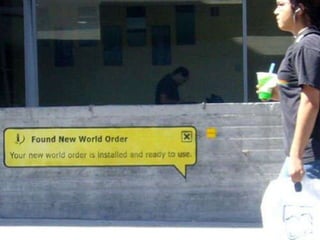 Found New World Order
Your new world order is installed and ready to use.